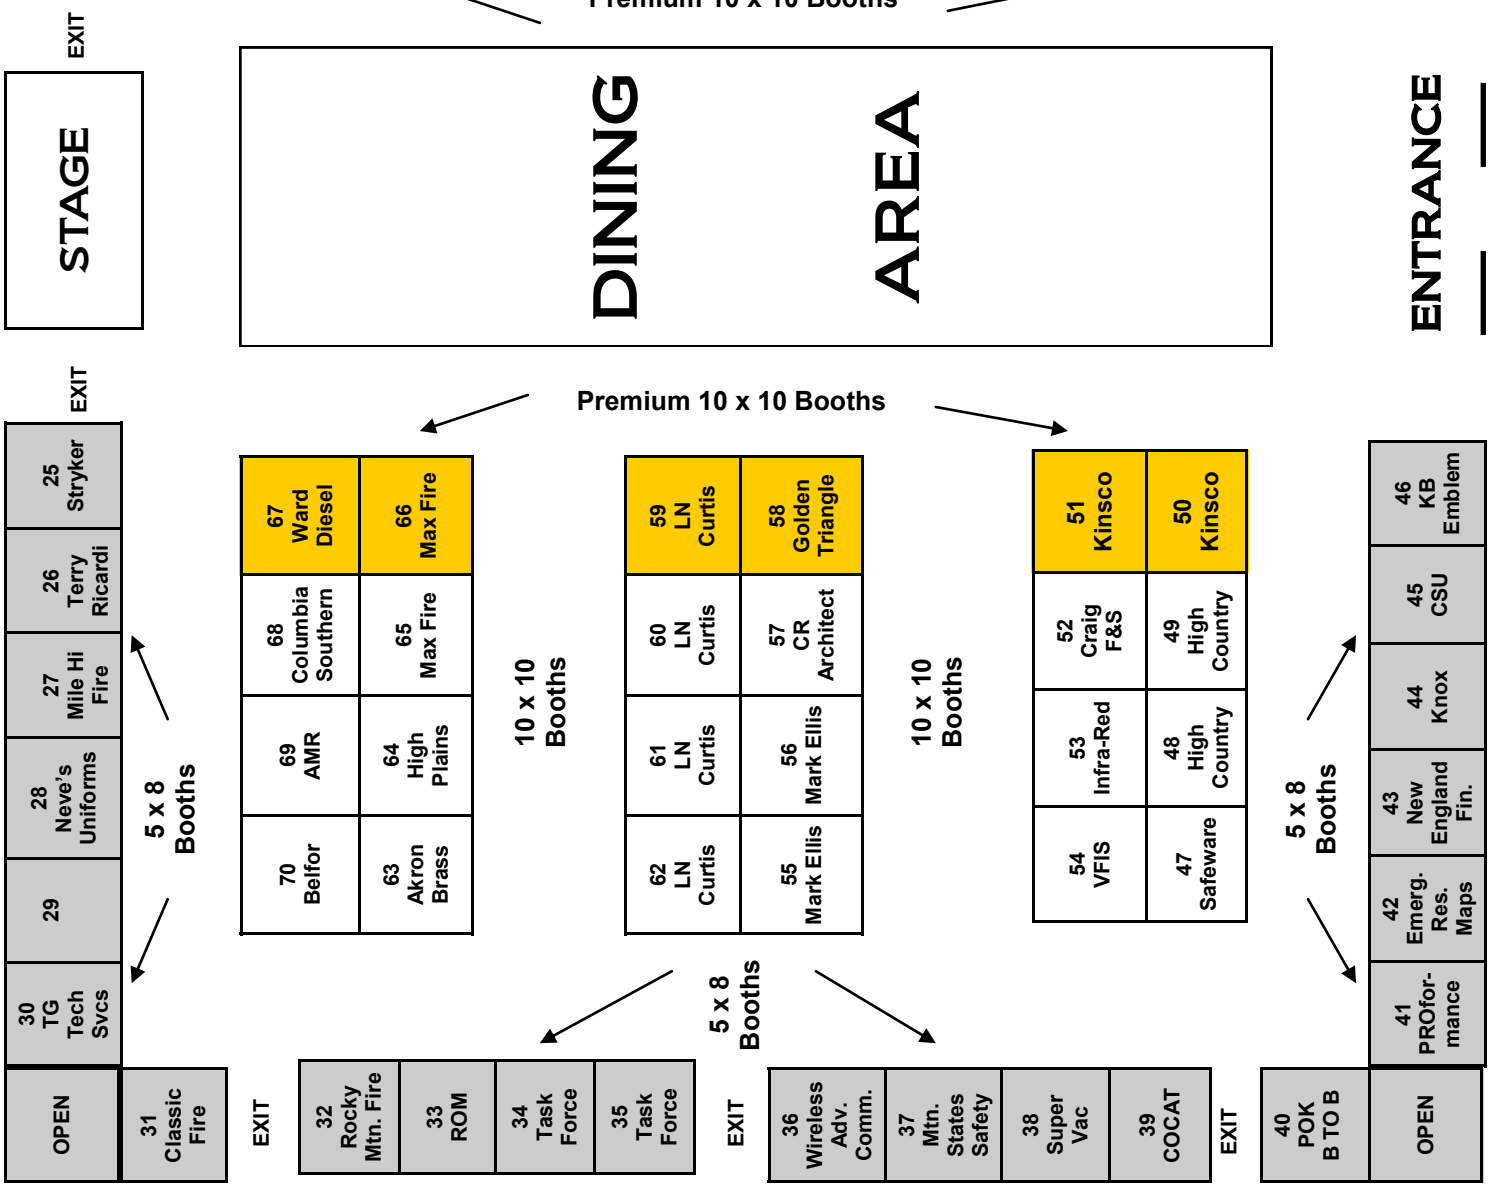 Premium 10 x 10 Booths
EXIT
STAGE
DINING
AREA
ENTRANCE
EXIT
Premium 10 x 10 Booths
25
Stryker
26
Terry
Ricardi
27
Mile Hi
Fire
28
Neve's
Uniforms
29
30
TG
Tech
Svcs
5 x 8
Booths
67
Ward
Diesel
66
Max Fire
68
Columbia
Southern
65
Max Fire
69
AMR
64
High
Plains
70
Belfor
63
Akron
Brass
10 x 10
Booths
59
LN
Curtis
58
Golden
Triangle
60
LN
Curtis
57
CR
Architect
61
LN
Curtis
56
Mark Ellis
62
LN
Curtis
55
Mark Ellis
10 x 10
Booths
51
Kinsco
50
Kinsco
52
Craig
F&S
49
High
Country
53
Infra-Red
48
High
Country
54
VFIS
47
Safeware
5 x 8
Booths
46
KB
Emblem
45
CSU
44
Knox
43
New
England
Fin.
42
Emerg.
Res.
Maps
41
PROfor-
mance
5 x 8
Booths
OPEN
31
Classic
Fire
EXIT
32
Rocky
Mtn. Fire
33
ROM
34
Task
Force
35
Task
Force
EXIT
36
Wireless
Adv.
Comm.
37
Mtn.
States
Safety
38
Super
Vac
39
COCAT
EXIT
40
POK
B TO B
OPEN